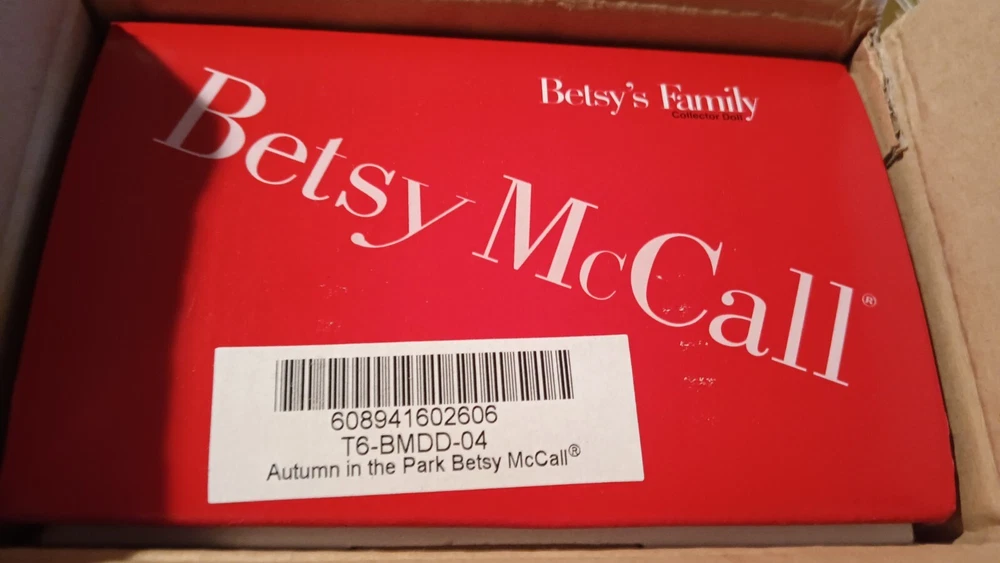 Betsy's Family
Collector Doll
Betsy McCall®
608941602606
T6-BMDD-04
Autumn in the Park Betsy McCall®